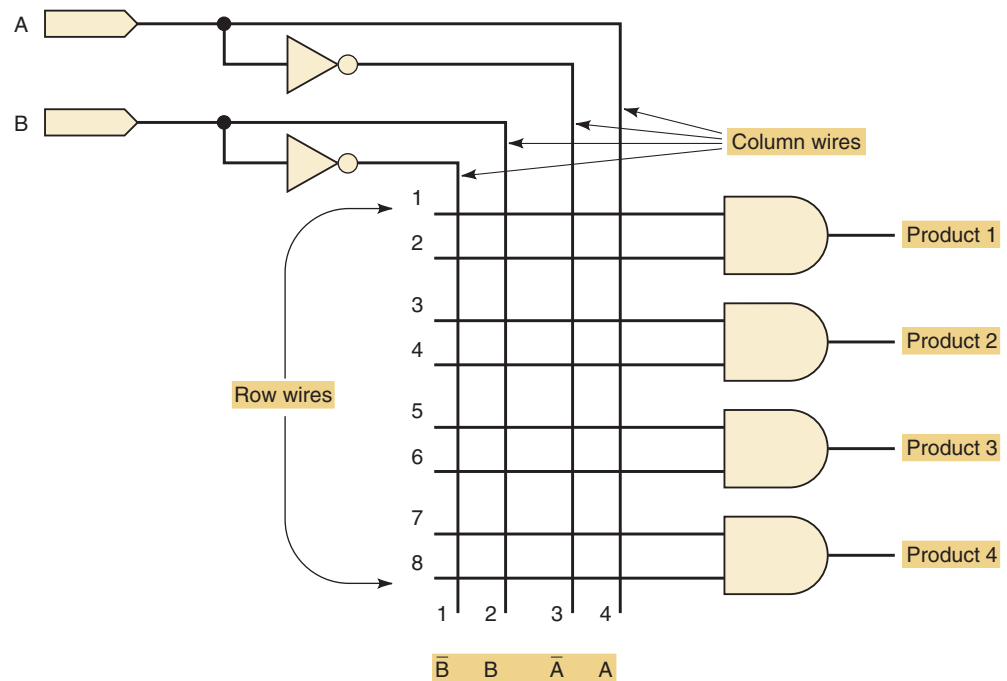 A
B
Column wires
1
Product 1
2
3
Product 2
4
Row wires
5
Product 3
6
7
Product 4
8
1 2 3 4
B̅ B A̅ A